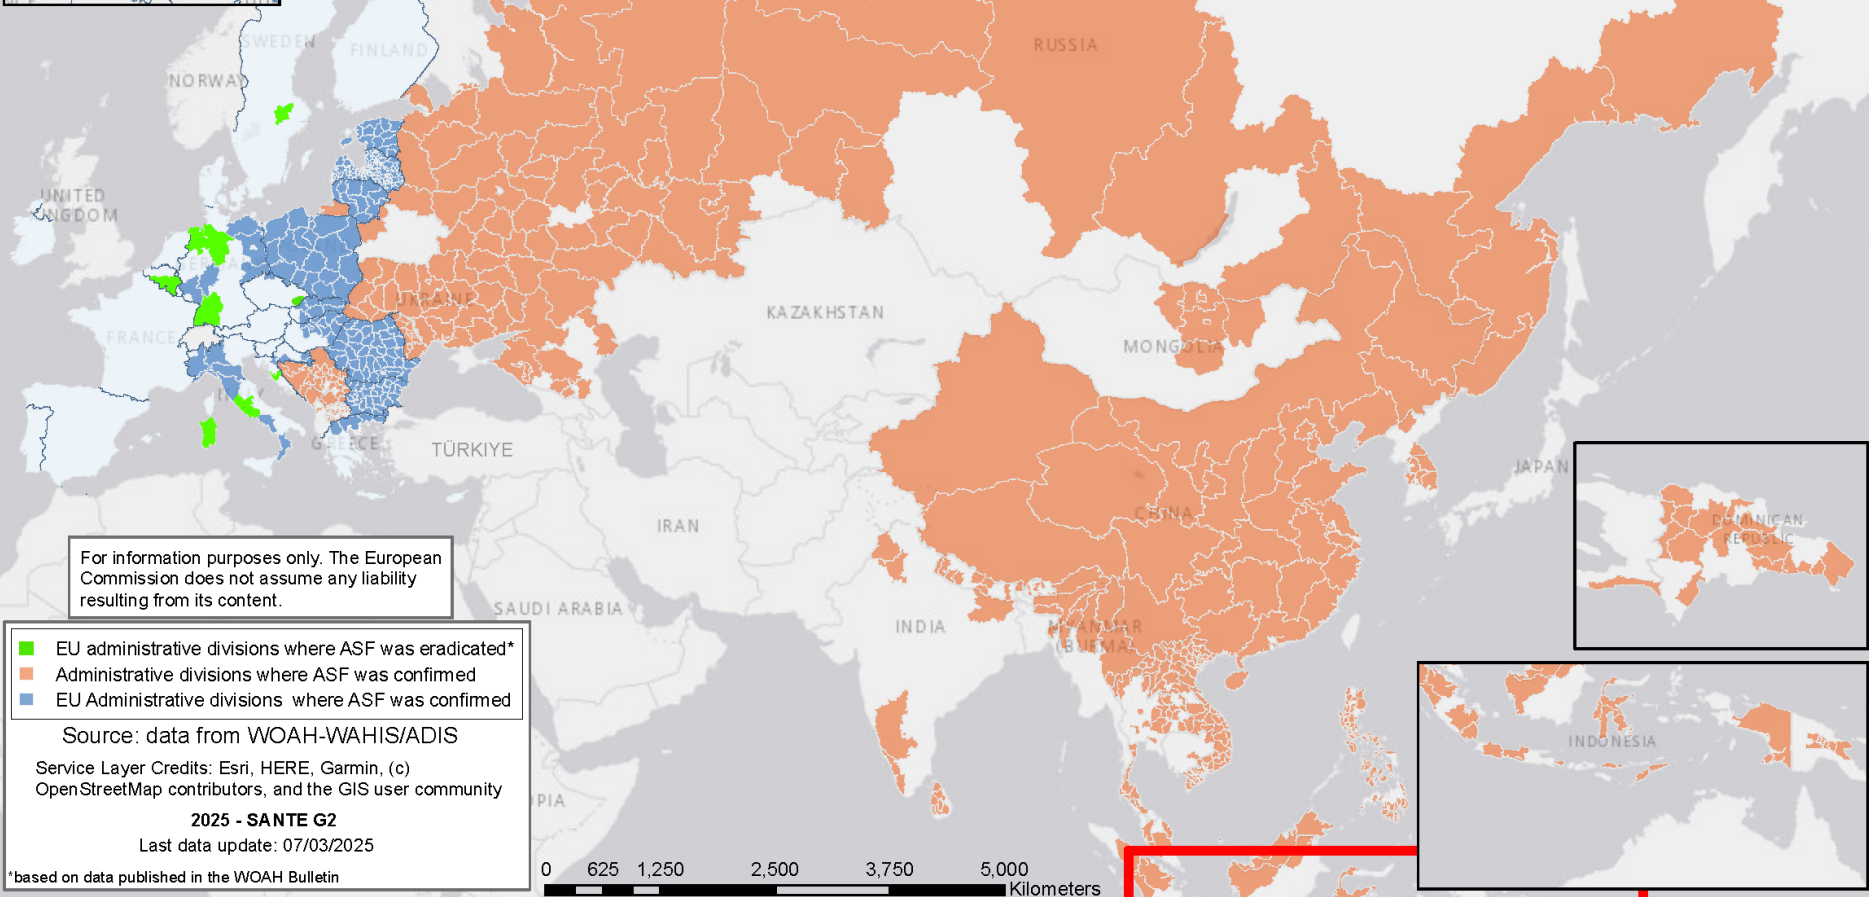 SWEDEN
FINLAND
NORWAY
RUSSIA
UNITED
KINGDOM
UKRAINE
FRANCE
KAZAKHSTAN
MONGOLIA
GREECE
TÜRKIYE
JAPAN
IRAN
CHINA
DOMINICAN
REPUBLIC
SAUDI ARABIA
INDIA
MYANMAR
(BURMA)
INDONESIA
OPIA
For information purposes only. The European
Commission does not assume any liability
resulting from its content.
EU administrative divisions where ASF was eradicated*
Administrative divisions where ASF was confirmed
EU Administrative divisions where ASF was confirmed
Source: data from WOAH-WAHIS/ADIS
Service Layer Credits: Esri, HERE, Garmin, (c)
OpenStreetMap contributors, and the GIS user community
2025 - SANTE G2
Last data update: 07/03/2025
*based on data published in the WOAH Bulletin
0 625 1,250 2,500 3,750 5,000
Kilometers